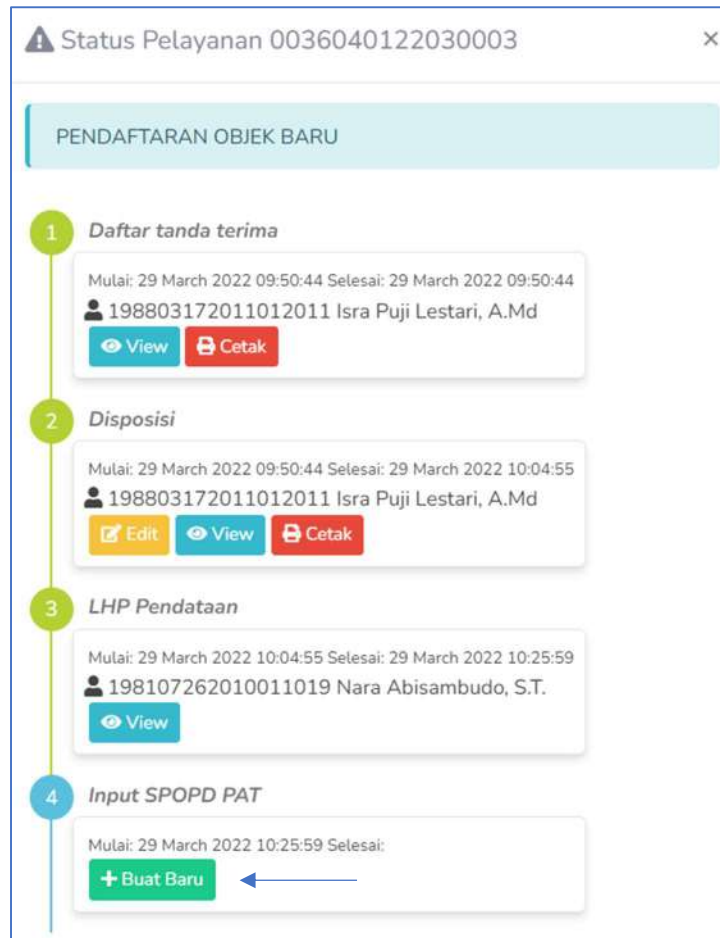 Status Pelayanan 0036040122030003
PENDAFTARAN OBJEK BARU
1 Daftar tanda terima
Mulai: 29 March 2022 09:50:44 Selesai: 29 March 2022 09:50:44
198803172011012011 Isra Puji Lestari, A.Md
View Cetak
2 Disposisi
Mulai: 29 March 2022 09:50:44 Selesai: 29 March 2022 10:04:55
198803172011012011 Isra Puji Lestari, A.Md
Edit View Cetak
3 LHP Pendataan
Mulai: 29 March 2022 10:04:55 Selesai: 29 March 2022 10:25:59
198107262010011019 Nara Abisambudo, S.T.
View
4 Input SPOPD PAT
Mulai: 29 March 2022 10:25:59 Selesai:
+ Buat Baru